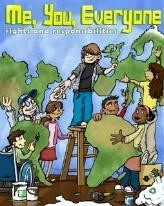 Me, You, Everyone
rights and responsibilities